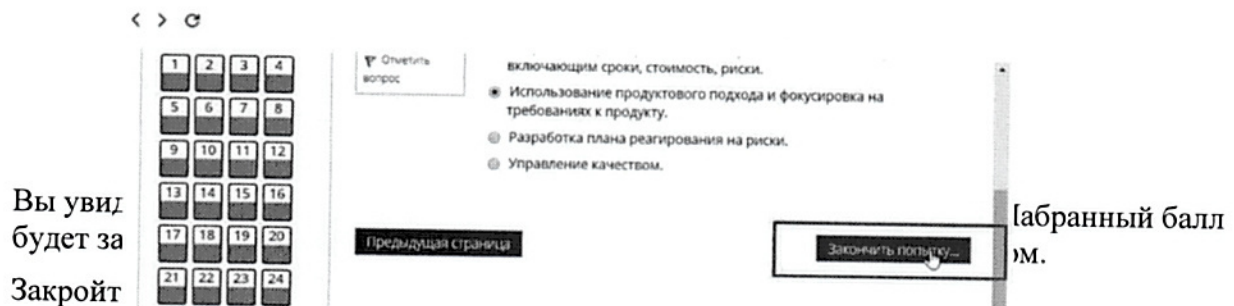 1 2 3 4
Отметить вопрос
включающим сроки, стоимость, риски.
5 6 7 8
Использование продуктового подхода и фокусировка на
требованиях к продукту.
9 10 11 12
Разработка плана реагирования на риски.
Управление качеством.
13 14 15 16
Вы увид
абранный балл
17 18 19 20
будет за
Предыдущая страница
Закончить попытку...
ом.
21 22 23 24
Закройт